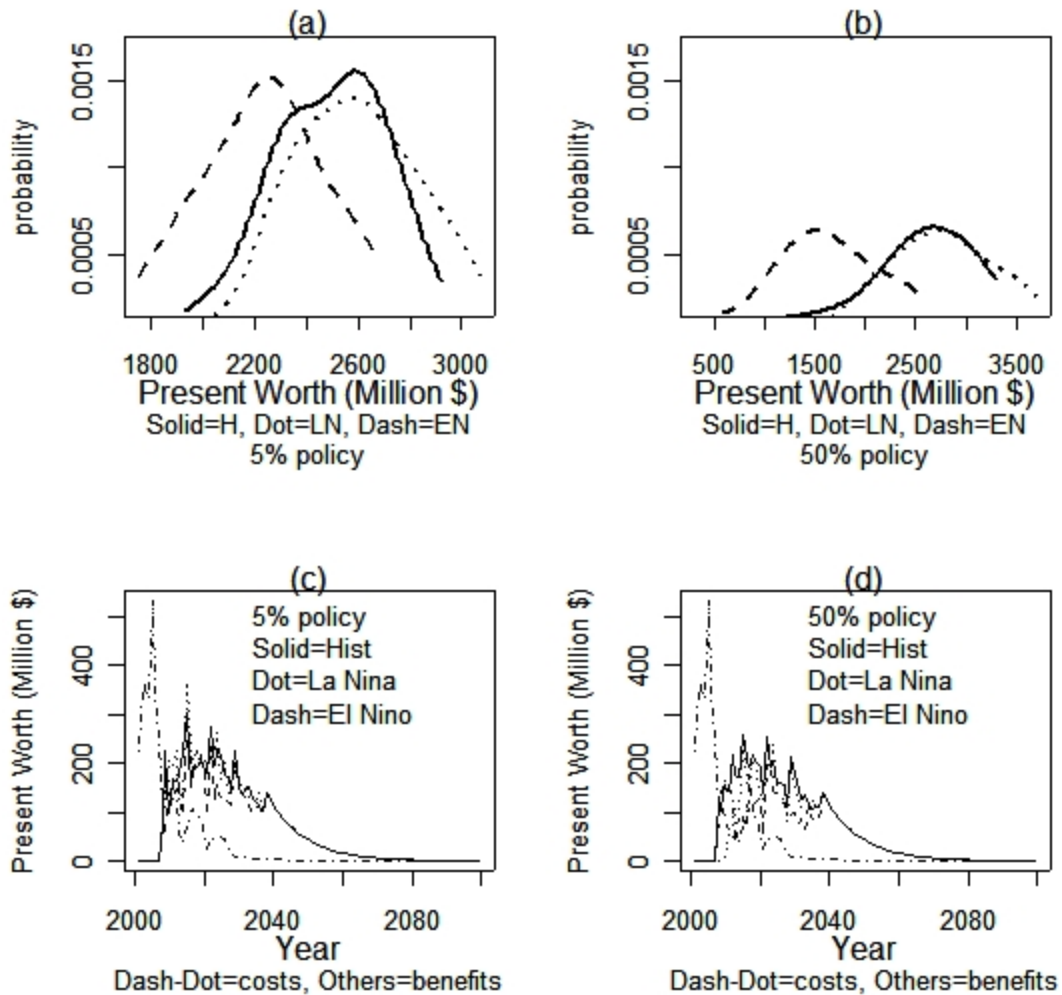 (a)
probability
0.0005
0.0015
1800 2200 2600 3000
Present Worth (Million $)
Solid=H, Dot=LN, Dash=EN
5% policy
(b)
probability
0.0005
0.0015
500 1500 2500 3500
Present Worth (Million $)
Solid=H, Dot=LN, Dash=EN
50% policy
(c)
Present Worth (Million $)
0 200 400
5% policy
Solid=Hist
Dot=La Nina
Dash=El Nino
2000 2040 2080
Year
Dash-Dot=costs, Others=benefits
(d)
Present Worth (Million $)
0 200 400
50% policy
Solid=Hist
Dot=La Nina
Dash=El Nino
2000 2040 2080
Year
Dash-Dot=costs, Others=benefits